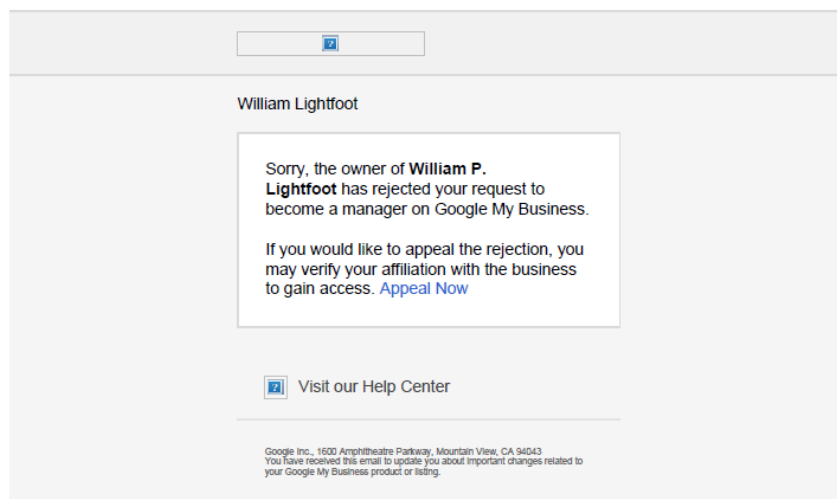 William Lightfoot
Sorry, the owner of William P.
Lightfoot has rejected your request to
become a manager on Google My Business.
If you would like to appeal the rejection, you
may verify your affiliation with the business
to gain access. Appeal Now
Visit our Help Center
Google Inc., 1600 Amphitheatre Parkway, Mountain View, CA 94043
You have received this email to update you about important changes related to
your Google My Business product or listing.